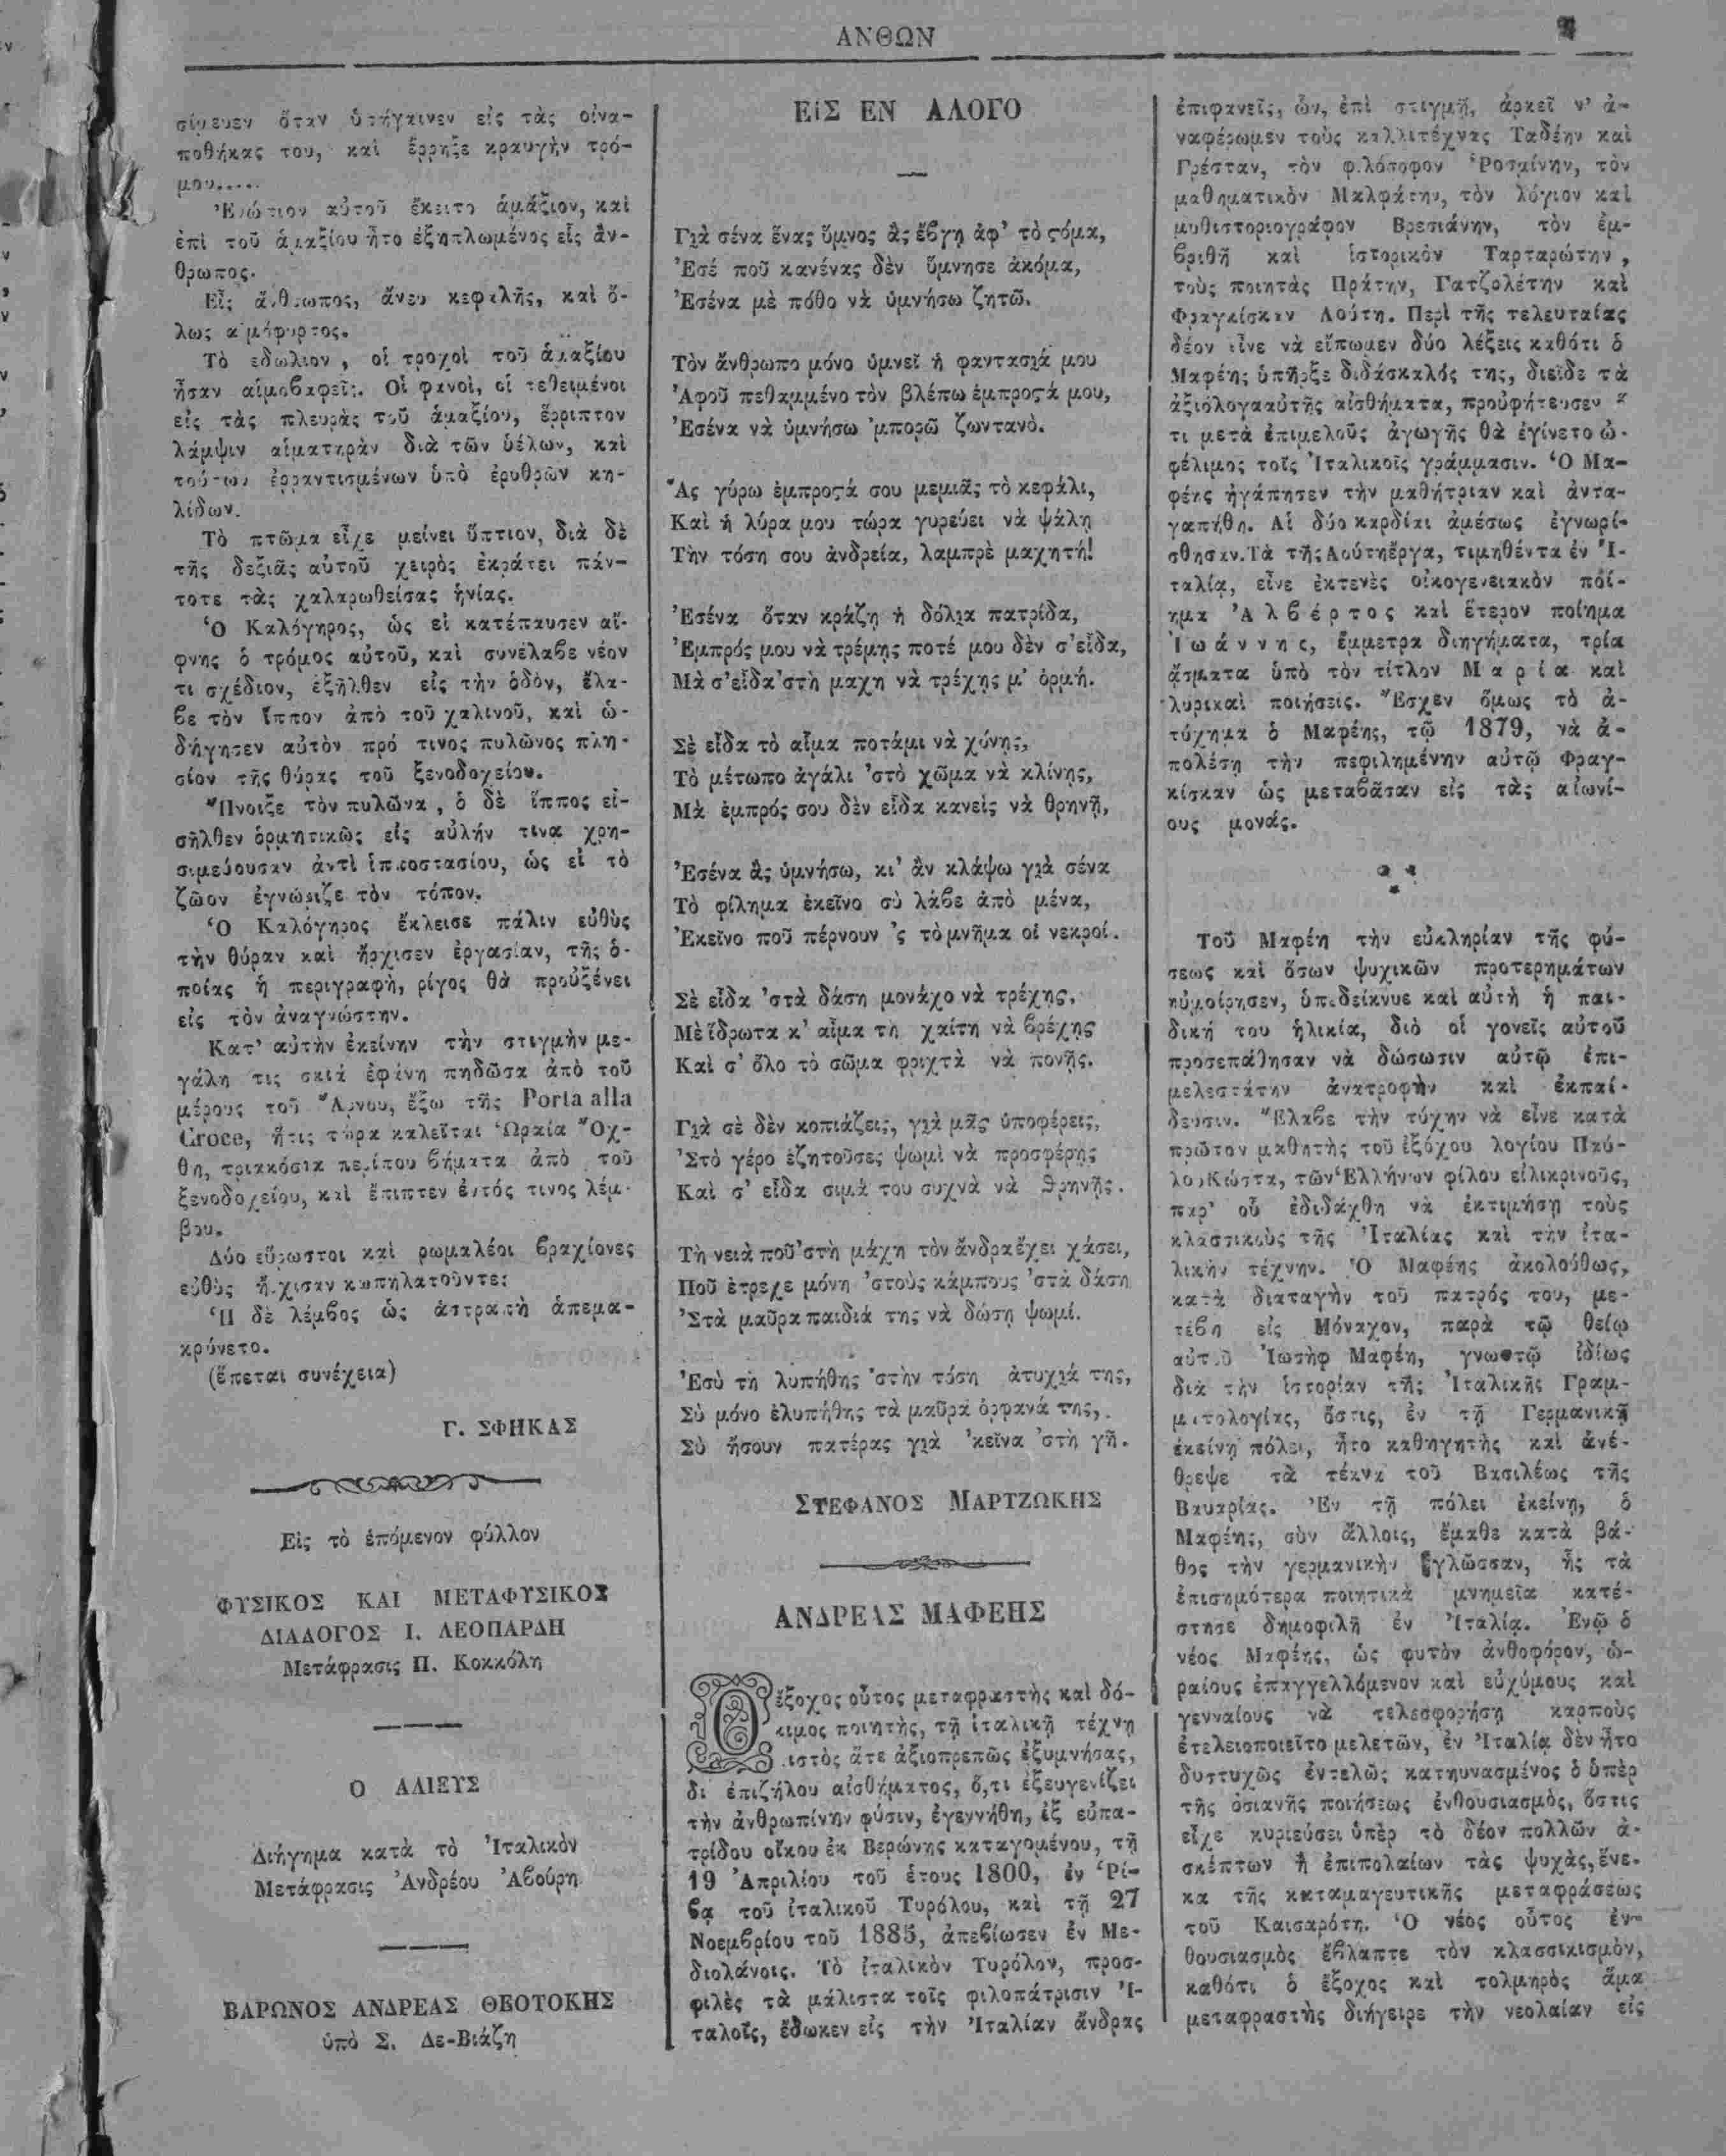 ΑΝΘΩΝ
σίμευεν ὅταν ὑπήγαινεν εἰς τὰς οἰνα-
ποθήκας του, καὶ ἔρρηξε κραυγὴν τρό-
μου.....
Ἐνώπιον αὐτοῦ ἔκειτο ἁμάξιον, καὶ
ἐπὶ τοῦ ἁμαξίου ἦτο ἐξηπλωμένος εἷς ἄν-
θρωπος.
Εἷς ἄνθρωπος, ἄνευ κεφαλῆς, καὶ ὅ-
λως αἱμόφυρτος.
Τὸ εδώλιον, οἱ τροχοὶ τοῦ ἁμαξίου
ἦσαν αἱμοβαφεῖς. Οἱ φανοί, οἱ τεθειμένοι
εἰς τὰς πλευρὰς τοῦ ἁμαξίου, ἔρριπτον
λάμψιν αἱματηρὰν διὰ τῶν ὑέλων, καὶ
τούτων ἐρραντισμένων ὑπὸ ἐρυθρῶν κη-
λίδων.
Τὸ πτῶμα εἶχε μείνει ὕπτιον, διὰ δὲ
τῆς δεξιᾶς αὐτοῦ χειρὸς ἐκράτει πάν-
τοτε τὰς χαλαρωθείσας ἡνίας.
Ὁ Καλόγηρος, ὡς εἰ κατέπαυσεν αἴ-
φνης ὁ τρόμος αὐτοῦ, καὶ συνέλαβε νέον
τι σχέδιον, ἐξῆλθεν εἰς τὴν ὁδόν, ἔλα-
βε τὸν ἵππον ἀπὸ τοῦ χαλινοῦ, καὶ ὡ-
δήγησεν αὐτὸν πρό τινος πυλῶνος πλη-
σίον τῆς θύρας τοῦ ξενοδοχείου.
Ἤνοιξε τὸν πυλῶνα, ὁ δὲ ἵππος εἰ-
σῆλθεν ὁρμητικῶς εἰς αὐλήν τινα χρη-
σιμεύουσαν ἀντὶ ἱπποστασίου, ὡς εἰ τὸ
ζῶον ἐγνώριζε τὸν τόπον.
Ὁ Καλόγηρος ἔκλεισε πάλιν εὐθὺς
τὴν θύραν καὶ ἤρχισεν ἐργασίαν, τῆς ὁ-
ποίας ἡ περιγραφὴ, ρίγος θὰ προὐξένει
εἰς τὸν ἀναγνώστην.
Κατ' αὐτὴν ἐκείνην τὴν στιγμὴν με-
γάλη τις σκιά ἐφάνη πηδῶσα ἀπὸ τοῦ
μέρους τοῦ Ἄρνου, ἔξω τῆς Porta alla
Croce, ἥτις τώρα καλεῖται Ὡραία Ὄχ-
θη, τριακόσια περίπου βήματα ἀπὸ τοῦ
ξενοδοχείου, καὶ ἔπιπτεν ἐντός τινος λέμ-
βου.
Δύο εὔρωστοι καὶ ρωμαλέοι βραχίονες
εὐθὺς ἤρχισαν κωπηλατοῦντες
Ἡ δὲ λέμβος ὡς ἀστραπὴ ἀπεμα-
κρύνετο.
(ἕπεται συνέχεια)
Γ. ΣΦΗΚΑΣ
Εἰς τὸ ἑπόμενον φύλλον
ΦΥΣΙΚΟΣ ΚΑΙ ΜΕΤΑΦΥΣΙΚΟΣ
ΔΙΑΛΟΓΟΣ Ι. ΛΕΟΠΑΡΔΗ
Μετάφρασις Π. Κοκκόλη
Ο ΑΛΙΕΥΣ
Διήγημα κατὰ τὸ Ἰταλικὸν
Μετάφρασις Ἀνδρέου Ἀβούρη
ΒΑΡΩΝΟΣ ΑΝΔΡΕΑΣ ΘΕΟΤΟΚΗΣ
ὑπὸ Σ. Δε-Βιάζη
ΕΙΣ ΕΝ ΑΛΟΓΟ
Γιὰ σένα ἕνας ὕμνος ἂς ἔβγῃ ἀφ' τὸ ϛόμα,
Ἐσέ ποῦ κανένας δὲν ὕμνησε ἀκόμα,
Ἐσένα μὲ πόθο νὰ ὑμνήσω ζητῶ.
Τὸν ἄνθρωπο μόνο ὑμνεῖ ἡ φαντασιά μου
Ἀφοῦ πεθαμμένο τὸν βλέπω ἐμπροϛά μου,
Ἐσένα νὰ ὑμνήσω 'μπορῶ ζωντανὸ.
Ἂς γύρω ἐμπροϛά σου μεμιᾶς τὸ κεφάλι,
Καὶ ἡ λύρα μου τώρα γυρεύει νὰ ψάλῃ
Τὴν τόση σου ἀνδρεία, λαμπρὲ μαχητή!
Ἐσένα ὅταν κράζῃ ἡ δόλια πατρίδα,
Ἐμπρός μου νὰ τρέμῃς ποτέ μου δὲν σ'εἶδα,
Μὰ σ'εἶδα'στὴ μαχη νὰ τρέχῃς μ' ὁρμή.
Σὲ εἶδα τὸ αἷμα ποτάμι νὰ χύνῃς,
Τὸ μέτωπο ἀγάλι 'στὸ χῶμα νὰ κλίνῃς,
Μὰ ἐμπρός σου δὲν εἶδα κανεὶς νὰ θρηνῇ,
Ἐσένα ἂς ὑμνήσω, κι' ἂν κλάψω γιὰ σένα
Τὸ φίλημα ἐκεῖνο σὺ λάβε ἀπὸ μένα,
Ἐκεῖνο ποῦ πέρνουν 'ς τὸ μνῆμα οἱ νεκροί.
Σὲ εἶδα 'στὰ δάση μονάχο νὰ τρέχῃς,
Μὲ ἵδρωτα κ' αἷμα τὴ χαίτη νὰ βρέχῃς
Καὶ σ' ὅλο τὸ σῶμα φριχτὰ νὰ πονῇς.
Γιὰ σὲ δὲν κοπιάζεις, γιὰ μᾶς ὑποφέρεις,
'Στὸ γέρο ἐζητοῦσες ψωμὶ νὰ προσφέρῃς
Καὶ σ' εἶδα σιμά του συχνὰ νὰ θρηνῇς.
Τὴ νειὰ ποῦ'στὴ μάχη τὸν ἄνδρα ἔχει χάσει,
Ποῦ ἔτρεχε μόνη 'στοὺς κάμπους 'στὰ δάση
'Στὰ μαῦρα παιδιά της νὰ δώσῃ ψωμί.
Ἐσὺ τὴ λυπήθης 'στὴν τόση ἀτυχιά της,
Σὺ μόνο ἐλυπήθης τὰ μαῦρα ὀρφανά της,
Σὺ ἤσουν πατέρας γιὰ 'κεῖνα 'στὴ γῆ.
ΣΤΕΦΑΝΟΣ ΜΑΡΤΖΩΚΗΣ
ΑΝΔΡΕΑΣ ΜΑΦΕΗΣ
Ὁ ἔξοχος οὗτος μεταφραστὴς καὶ δό-
κιμος ποιητὴς, τῇ ἰταλικῇ τέχνῃ
πιστὸς ἅτε ἀξιοπρεπῶς ἐξυμνήσας,
δι ἐπιζήλου αἰσθήματος, ὅ,τι ἐξευγενίζει
τὴν ἀνθρωπίνην φύσιν, ἐγεννήθη, ἐξ εὐπα-
τρίδου οἴκου ἐκ Βερώνης καταγομένου, τῇ
19 Ἀπριλίου τοῦ ἔτους 1800, ἐν Ῥί-
βᾳ τοῦ ἰταλικοῦ Τυρόλου, καὶ τῇ 27
Νοεμβρίου τοῦ 1885, ἀπεβίωσεν ἐν Με-
διολάνοις. Τὸ ἰταλικὸν Τυρόλον, προσ-
φιλὲς τὰ μάλιστα τοῖς φιλοπάτρισιν Ἰ-
ταλοῖς, ἔδωκεν εἰς τὴν Ἰταλίαν ἄνδρας
ἐπιφανεῖς, ὧν, ἐπὶ στιγμῇ, ἀρκεῖ ν' ἀ-
ναφέρωμεν τοὺς καλλιτέχνας Ταδέην καὶ
Γρέσταν, τὸν φιλόσοφον Ῥοσμίνην, τὸν
μαθηματικὸν Μαλφάτην, τὸν λόγιον καὶ
μυθιστοριογράφον Βρεσιάνην, τὸν ἐμ-
βριθῆ καὶ ἱστορικὸν Ταρταρώτην,
τοὺς ποιητὰς Πράτην, Γατζολέτην καὶ
Φραγκίσκαν Λούτη. Περὶ τῆς τελευταίας
δέον εἶνε νὰ εἴπωμεν δύο λέξεις καθότι ὁ
Μαφέης ὑπῆρξε διδάσκαλός της, διεῖδε τὰ
ἀξιόλογα αὐτῆς αἰσθήματα, προὐφήτευσεν ὅ
τι μετὰ ἐπιμελοῦς ἀγωγῆς θὰ ἐγίνετο ὠ-
φέλιμος τοῖς Ἰταλικοῖς γράμμασιν. Ὁ Μα-
φέης ἠγάπησεν τὴν μαθήτριαν καὶ ἀντα-
γαπήθη. Αἱ δύο καρδίαι ἀμέσως ἐγνωρί-
σθησαν. Τὰ τῆς Λούτη ἔργα, τιμηθέντα ἐν Ἰ-
ταλίᾳ, εἶνε ἐκτενὲς οἰκογενειακὸν ποί-
ημα Ἀλβέρτος καὶ ἕτερον ποίημα
Ἰωάννης, ἔμμετρα διηγήματα, τρία
ᾄσματα ὑπὸ τὸν τίτλον Μαρία καὶ
λυρικαὶ ποιήσεις. Ἔσχεν ὅμως τὸ ἀ-
τύχημα ὁ Μαφέης, τῷ 1879, νὰ ἀ-
πολέσῃ τὴν πεφιλημένην αὐτῷ Φραγ-
κίσκαν ὡς μεταβᾶσαν εἰς τὰς αἰωνί-
ους μονάς.
Τοῦ Μαφέη τὴν εὐκληρίαν τῆς φύ-
σεως καὶ ὅσων ψυχικῶν προτερημάτων
ηὐμοίρησεν, ὑπεδείκνυε καὶ αὐτὴ ἡ παι-
δική του ἡλικία, διὸ οἱ γονεῖς αὐτοῦ
προσεπάθησαν νὰ δώσωσιν αὐτῷ ἐπι-
μελεστάτην ἀνατροφὴν καὶ ἐκπαί-
δευσιν. Ἔλαβε τὴν τύχην νὰ εἶνε κατὰ
πρῶτον μαθητὴς τοῦ ἐξόχου λογίου Παύ-
λου Κώστα, τῶν Ἑλλήνων φίλου εἰλικρινοῦς,
παρ' οὗ ἐδιδάχθη νὰ ἐκτιμήσῃ τοὺς
κλασσικοὺς τῆς Ἰταλίας καὶ τὴν ἰτα-
λικὴν τέχνην. Ὁ Μαφέης ἀκολούθως,
κατὰ διαταγὴν τοῦ πατρός του, με-
τέβη εἰς Μόναχον, παρὰ τῷ θείῳ
αὐτοῦ Ἰωσὴφ Μαφέη, γνωστῷ ἰδίως
διὰ τὴν ἱστορίαν τῆς Ἰταλικῆς Γραμ-
ματολογίας, ὅστις, ἐν τῇ Γερμανικῇ
ἐκείνῃ πόλει, ἦτο καθηγητὴς καὶ ἀνέ-
θρεψε τὰ τέκνα τοῦ Βασιλέως τῆς
Βαυαρίας. Ἐν τῇ πόλει ἐκείνῃ, ὁ
Μαφέης, σὺν ἄλλοις, ἔμαθε κατὰ βά-
θος τὴν γερμανικὴν γλῶσσαν, ἧς τὰ
ἐπισημότερα ποιητικὰ μνημεῖα κατέ-
στησε δημοφιλῆ ἐν Ἰταλίᾳ. Ἐνῷ ὁ
νέος Μαφέης, ὡς φυτὸν ἀνθοφόρον, ὡ-
ραίους ἐπαγγελλόμενον καὶ εὐχύμους καὶ
γενναίους νὰ τελεσφορήσῃ καρποὺς
ἐτελειοποιεῖτο μελετῶν, ἐν Ἰταλίᾳ δὲν ἦτο
δυστυχῶς ἐντελῶς κατηυνασμένος ὁ ὑπὲρ
τῆς ὀσιανῆς ποιήσεως ἐνθουσιασμὸς, ὅστις
εἶχε κυριεύσει ὑπὲρ τὸ δέον πολλῶν ἀ-
σκέπτων ἢ ἐπιπολαίων τὰς ψυχὰς, ἕνε-
κα τῆς καταμαγευτικῆς μεταφράσεως
τοῦ Καισαρότη. Ὁ νέος οὗτος ἐν-
θουσιασμὸς ἔβλαπτε τὸν κλασσικισμὸν,
καθότι ὁ ἔξοχος καὶ τολμηρὸς ἅμα
μεταφραστὴς διήγειρε τὴν νεολαίαν εἰς